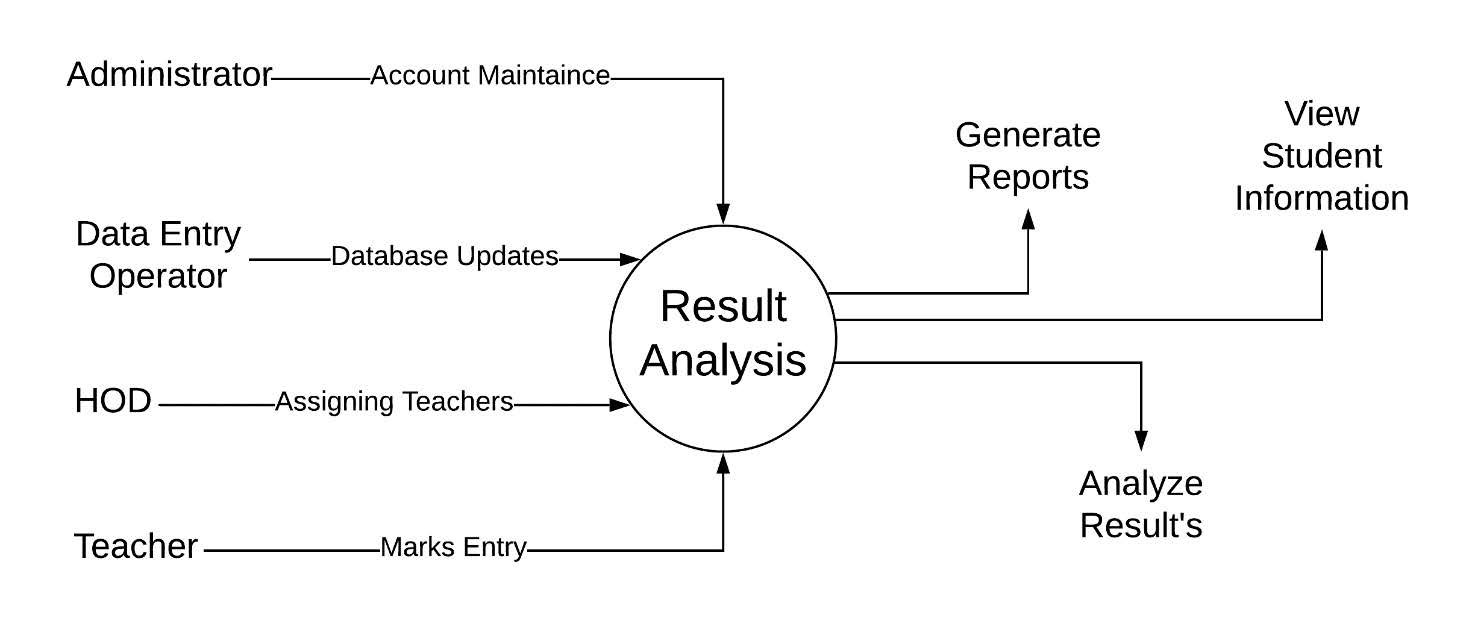 Administrator
Account Maintaince
Data Entry
Operator
Database Updates
HOD
Assigning Teachers
Teacher
Marks Entry
Result
Analysis
Generate
Reports
View
Student
Information
Analyze
Result's